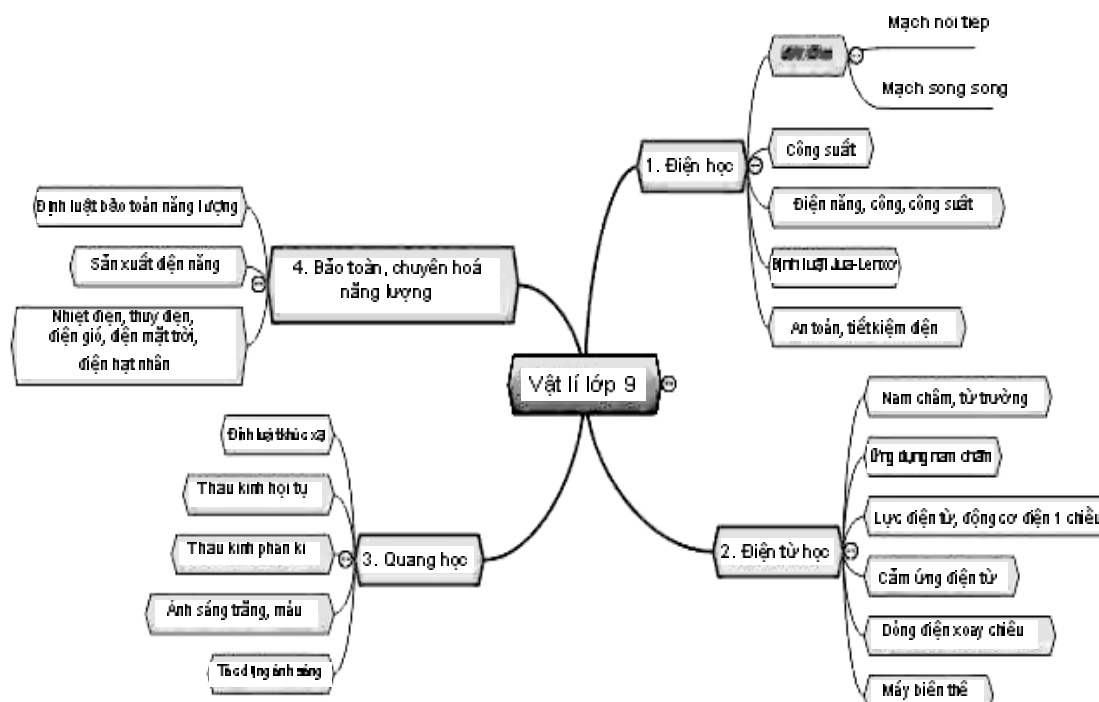 Mạch nối tiếp
Mạch song song
1. Điện học
Công suất
Điện năng, công, công suất
Định luật Jua-Lenxơ
An toàn, tiết kiệm điện
Định luật bảo toàn năng lượng
Sản xuất điện năng
Nhiệt điện, thuỷ điện,
điện gió, điện mặt trời,
điện hạt nhân
4. Bảo toàn, chuyển hoá
năng lượng
Vật lí lớp 9
Nam châm, từ trường
Ứng dụng nam châm
Lực điện từ, động cơ điện 1 chiều
2. Điện từ học
Cảm ứng điện từ
Dòng điện xoay chiều
Máy biến thế
Định luật khúc xạ
Thấu kính hội tụ
Thấu kính phân kì
3. Quang học
Ánh sáng trắng, màu
Tác dụng ánh sáng